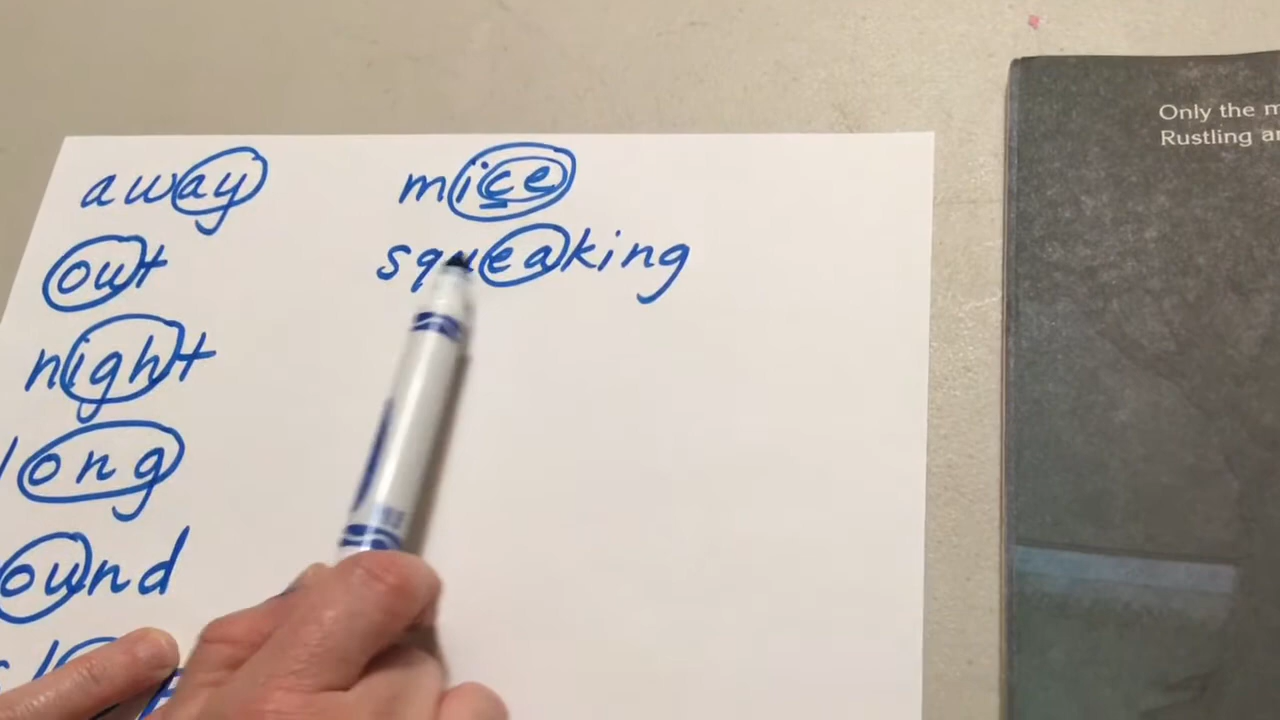 away
out
night
long
ound
mice
squeaking
Only the
Rustling